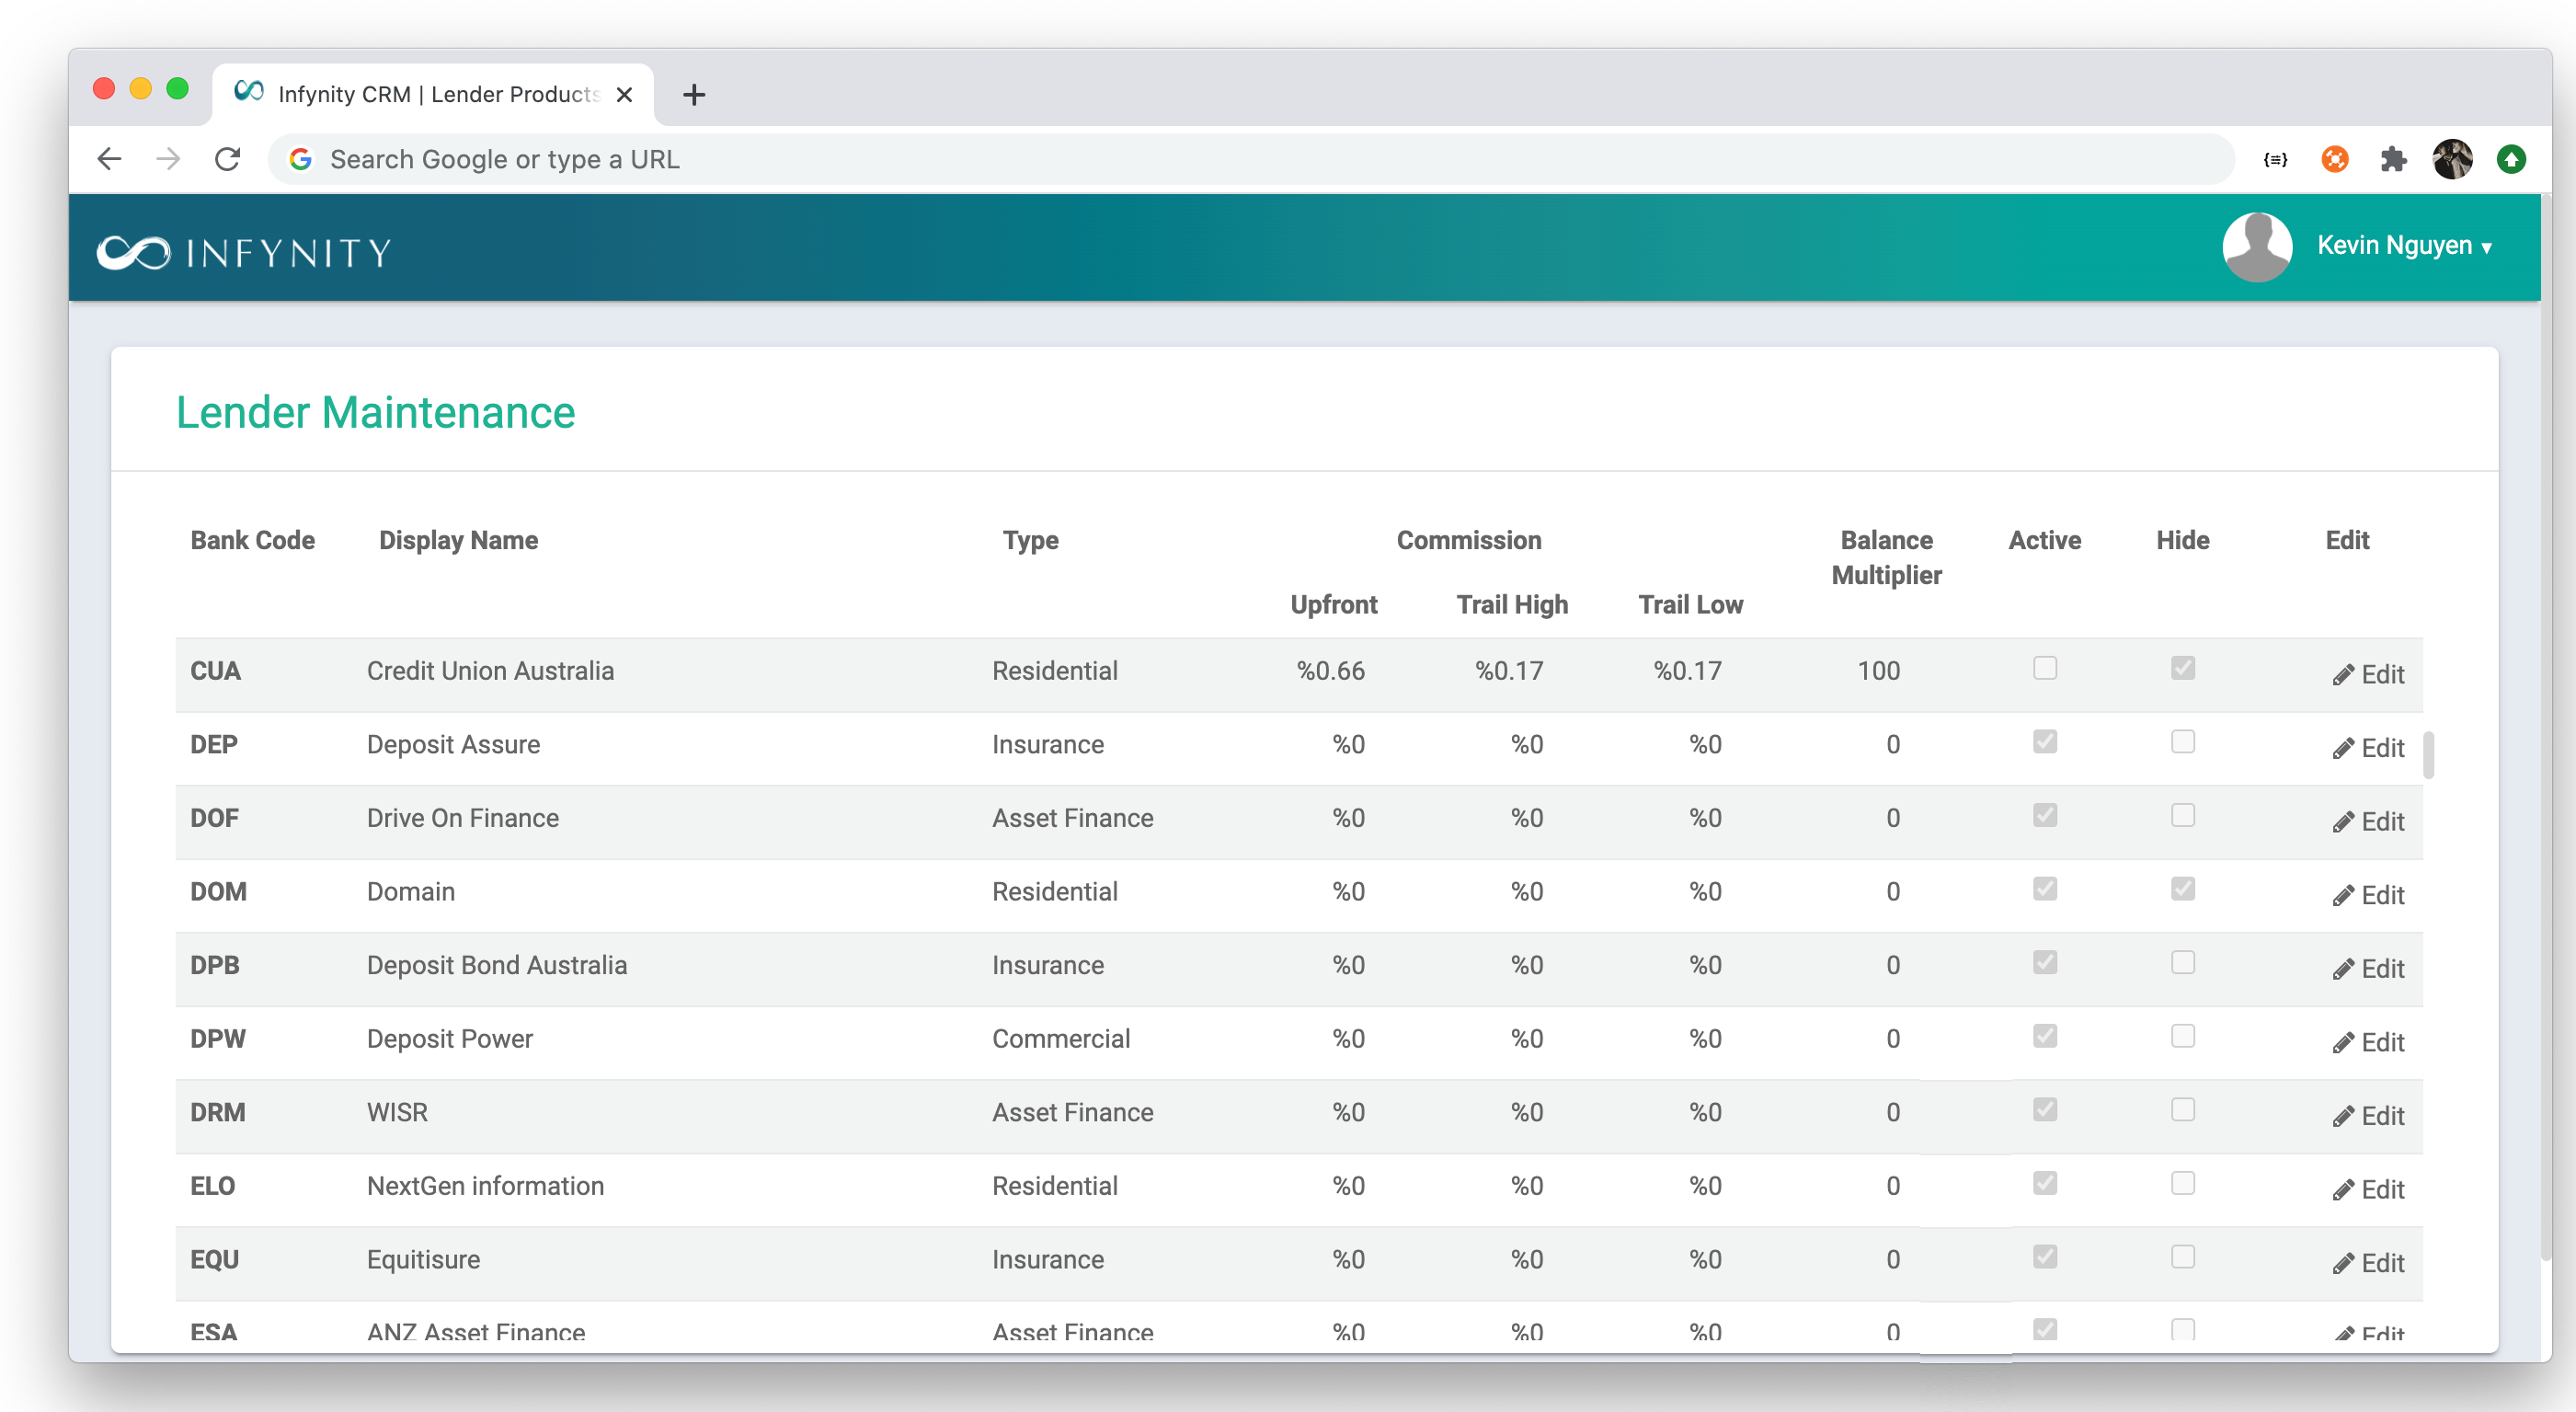 Infynity CRM | Lender Products
Search Google or type a URL
INFYNITY
Kevin Nguyen
Lender Maintenance
Bank Code Display Name Type Commission Balance Multiplier Active Hide Edit
Upfront Trail High Trail Low
CUA Credit Union Australia Residential %0.66 %0.17 %0.17 100 Edit
DEP Deposit Assure Insurance %0 %0 %0 0 Edit
DOF Drive On Finance Asset Finance %0 %0 %0 0 Edit
DOM Domain Residential %0 %0 %0 0 Edit
DPB Deposit Bond Australia Insurance %0 %0 %0 0 Edit
DPW Deposit Power Commercial %0 %0 %0 0 Edit
DRM WISR Asset Finance %0 %0 %0 0 Edit
ELO NextGen information Residential %0 %0 %0 0 Edit
EQU Equitisure Insurance %0 %0 %0 0 Edit
ESA ANZ Asset Finance Asset Finance %0 %0 %0 0 Edit